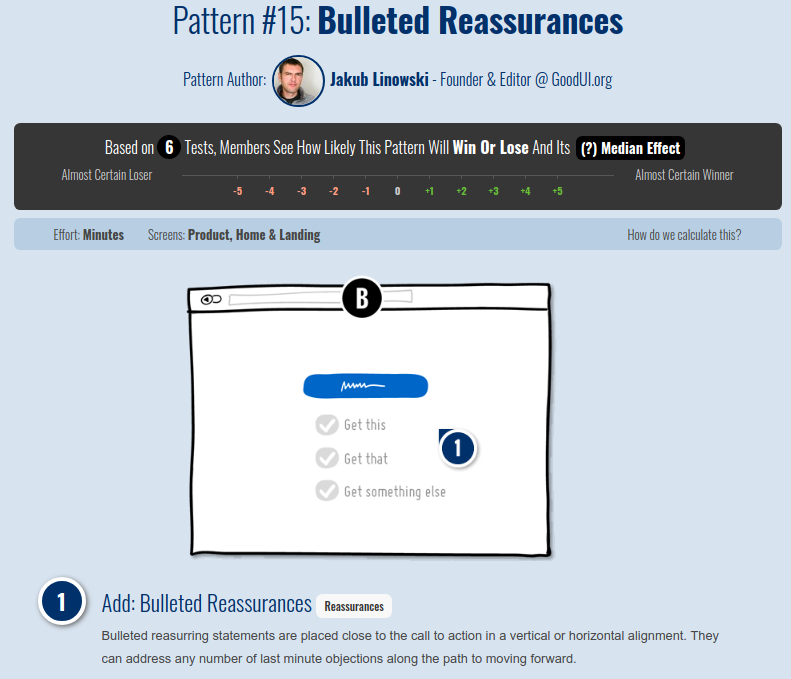 Pattern #15: Bulleted Reassurances
Pattern Author: Jakub Linowski - Founder & Editor @ GoodUI.org
Based on 6 Tests, Members See How Likely This Pattern Will Win Or Lose And Its (?) Median Effect
Almost Certain Loser
-5 -4 -3 -2 -1 0 +1 +2 +3 +4 +5
Almost Certain Winner
Effort: Minutes Screens: Product, Home & Landing How do we calculate this?
B
Get this
Get that
Get something else
1
1 Add: Bulleted Reassurances Reassurances
Bulleted reasurring statements are placed close to the call to action in a vertical or horizontal alignment. They
can address any number of last minute objections along the path to moving forward.